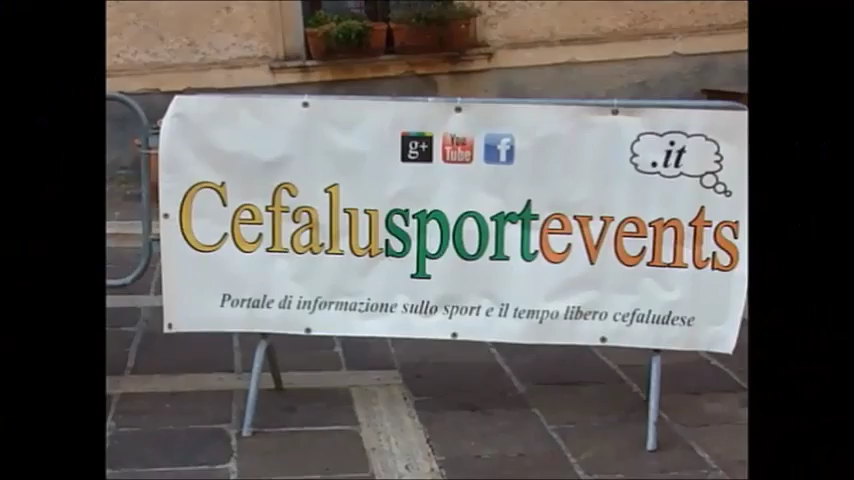 g+ You Tube f
.it
Cefalusportevents
Portale di informazione sullo sport e il tempo libero cefaludese